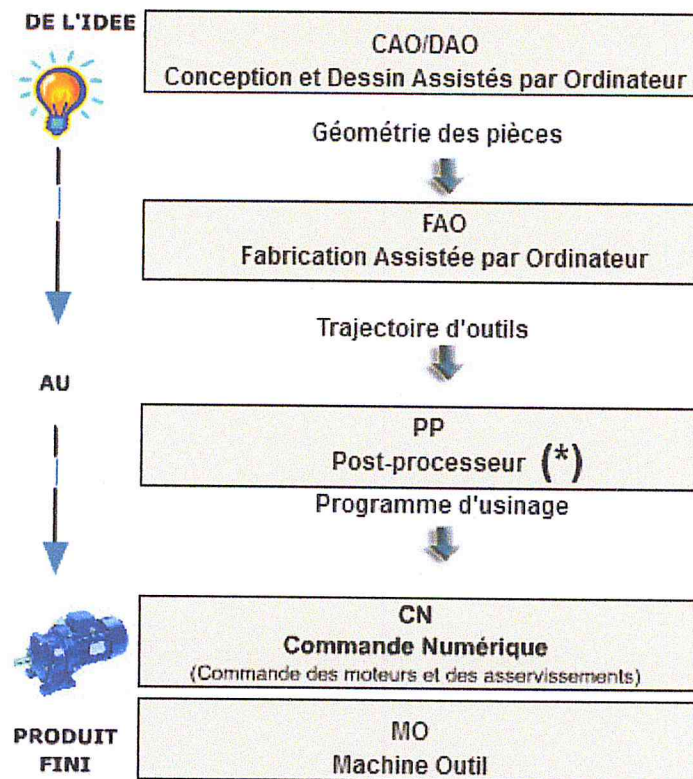 DE L'IDEE
CAO/DAO
Conception et Dessin Assistés par Ordinateur
Géométrie des pièces
FAO
Fabrication Assistée par Ordinateur
Trajectoire d'outils
AU
PP
Post-processeur (*)
Programme d'usinage
CN
Commande Numérique
(Commande des moteurs et des asservissements)
PRODUIT
FINI
MO
Machine Outil